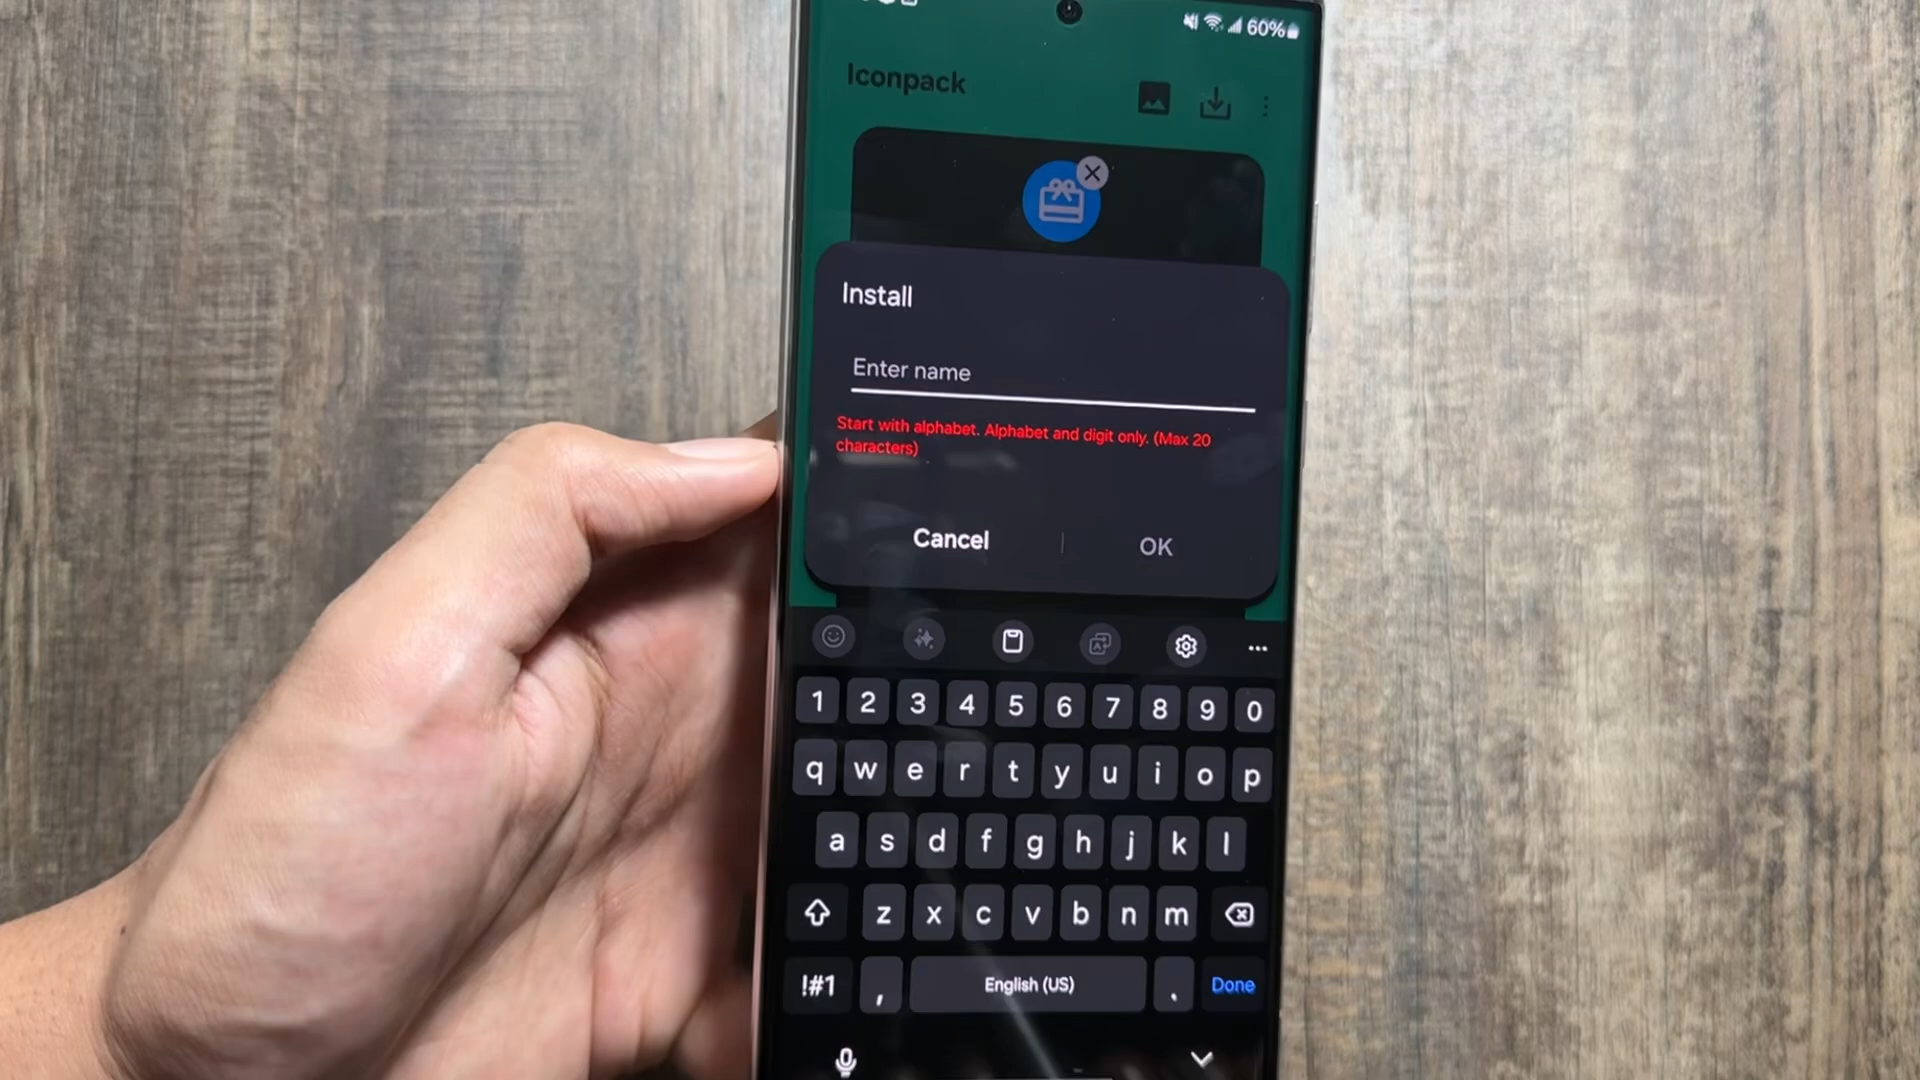 60%
Iconpack
Install
Enter name
Start with alphabet. Alphabet and digit only. (Max 20
characters)
Cancel
OK
1 2 3 4 5 6 7 8 9 0
q w e r t y u i o p
a s d f g h j k l
z x c v b n m
!#1 , English (US) . Done